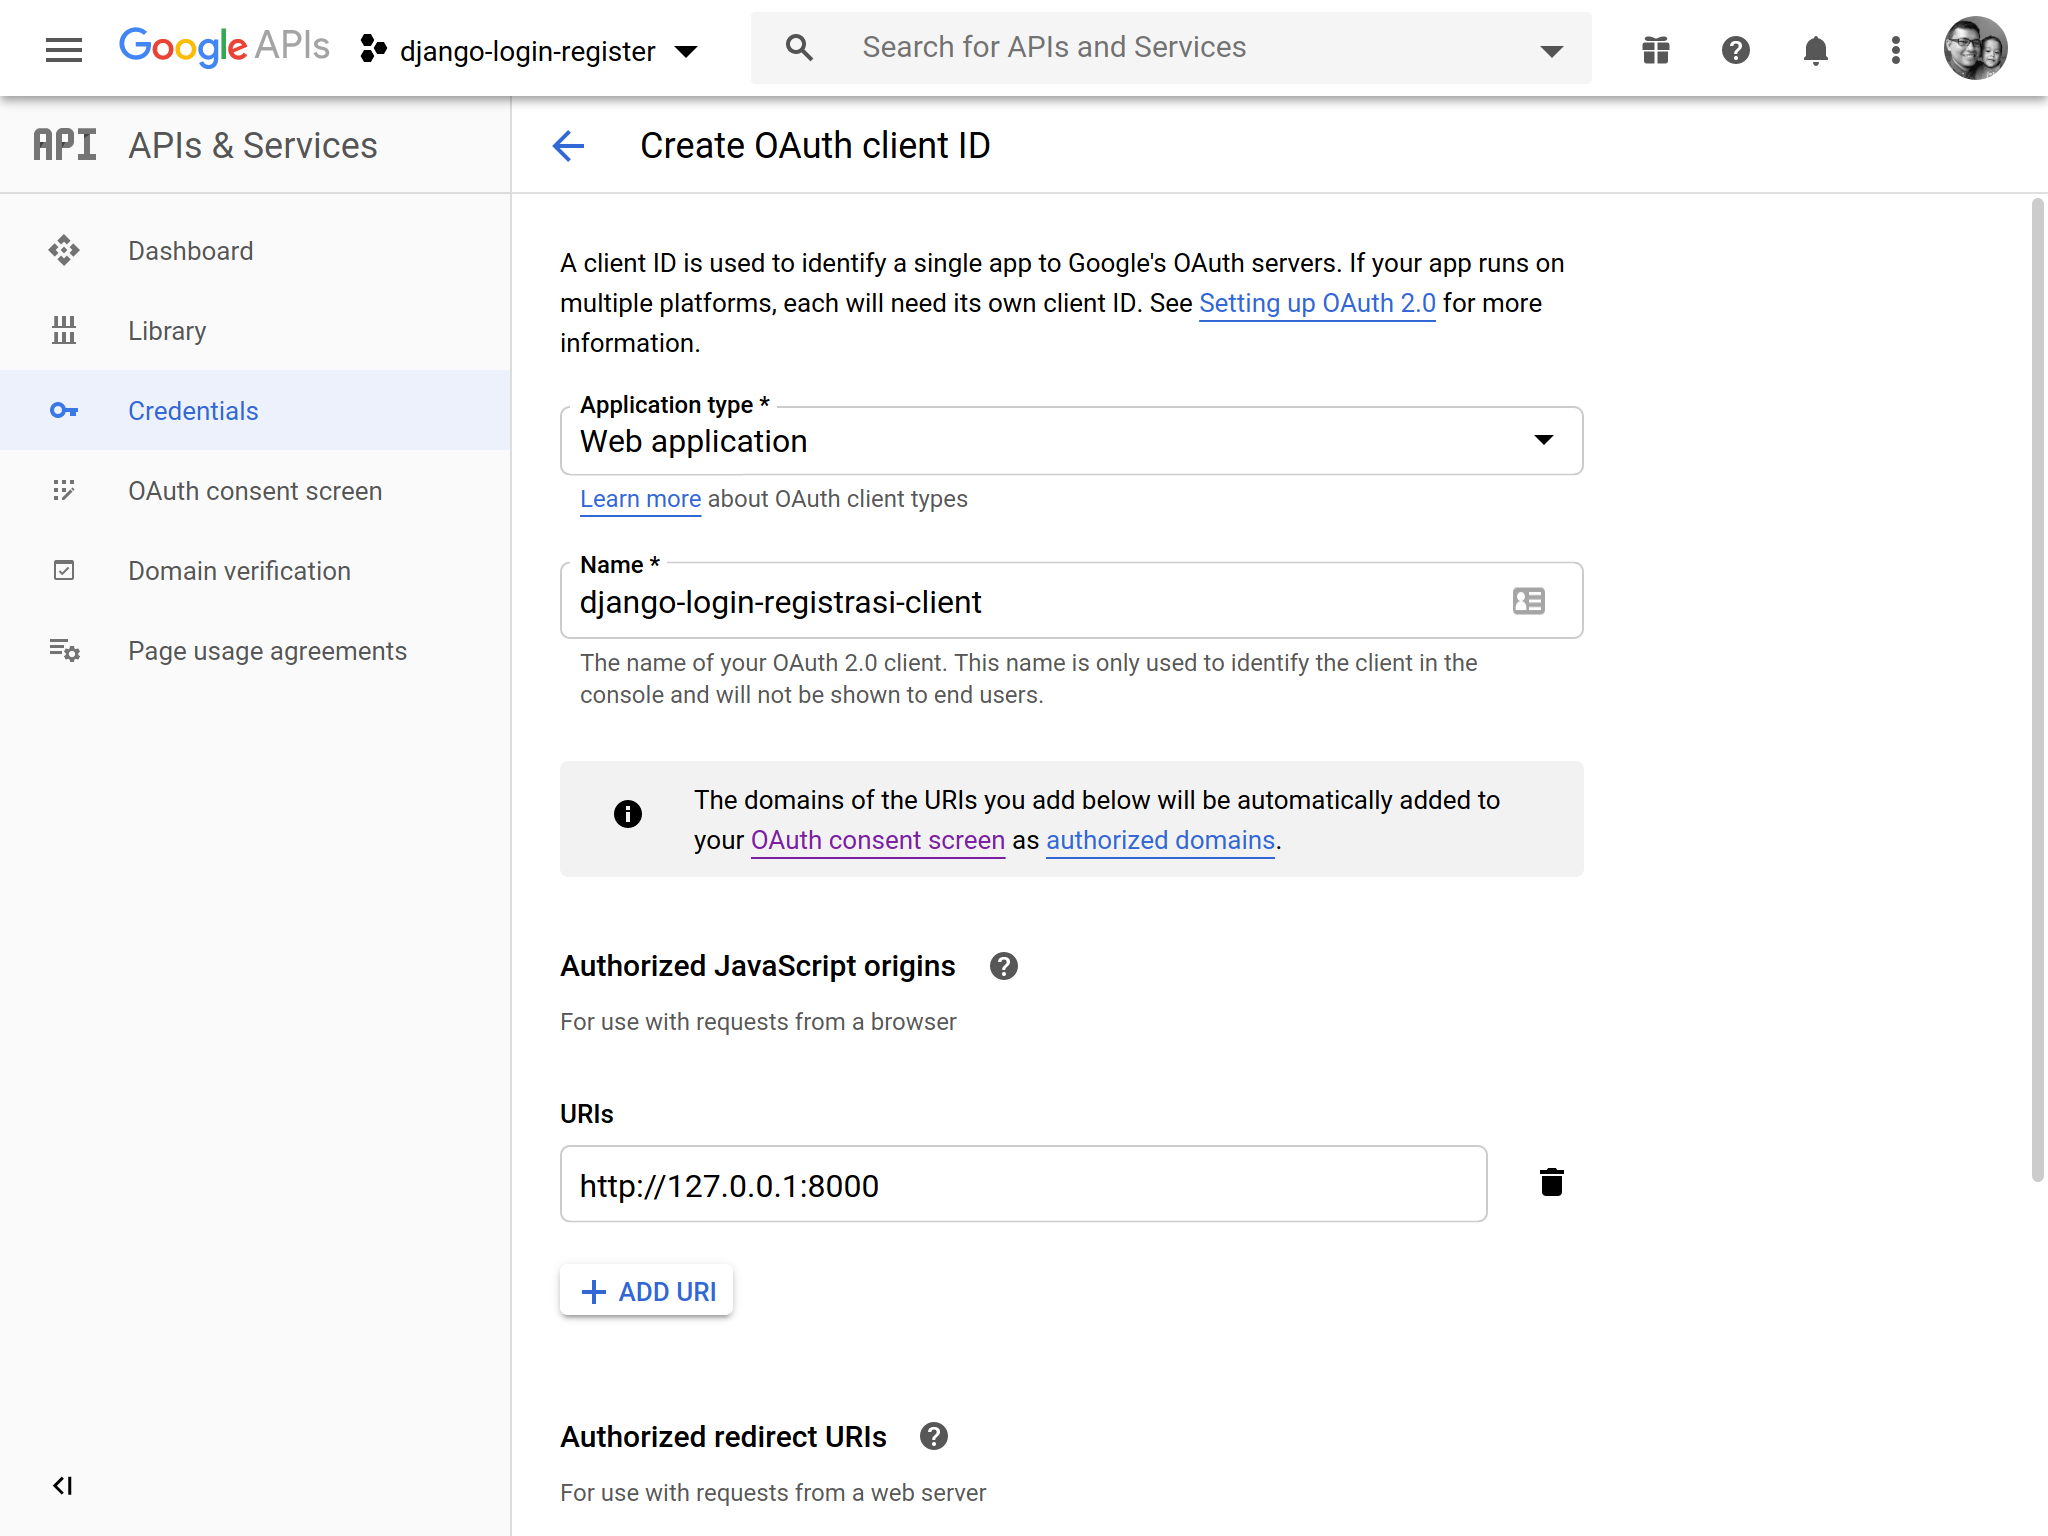 Google APIs
django-login-register
Search for APIs and Services
API
APIs & Services
Create OAuth client ID
Dashboard
Library
Credentials
OAuth consent screen
Domain verification
Page usage agreements
A client ID is used to identify a single app to Google's OAuth servers. If your app runs on
multiple platforms, each will need its own client ID. See Setting up OAuth 2.0 for more
information.
Application type *
Web application
Learn more about OAuth client types
Name *
django-login-registrasi-client
The name of your OAuth 2.0 client. This name is only used to identify the client in the
console and will not be shown to end users.
The domains of the URIs you add below will be automatically added to
your OAuth consent screen as authorized domains.
Authorized JavaScript origins
For use with requests from a browser
URIs
http://127.0.0.1:8000
ADD URI
Authorized redirect URIs
For use with requests from a web server